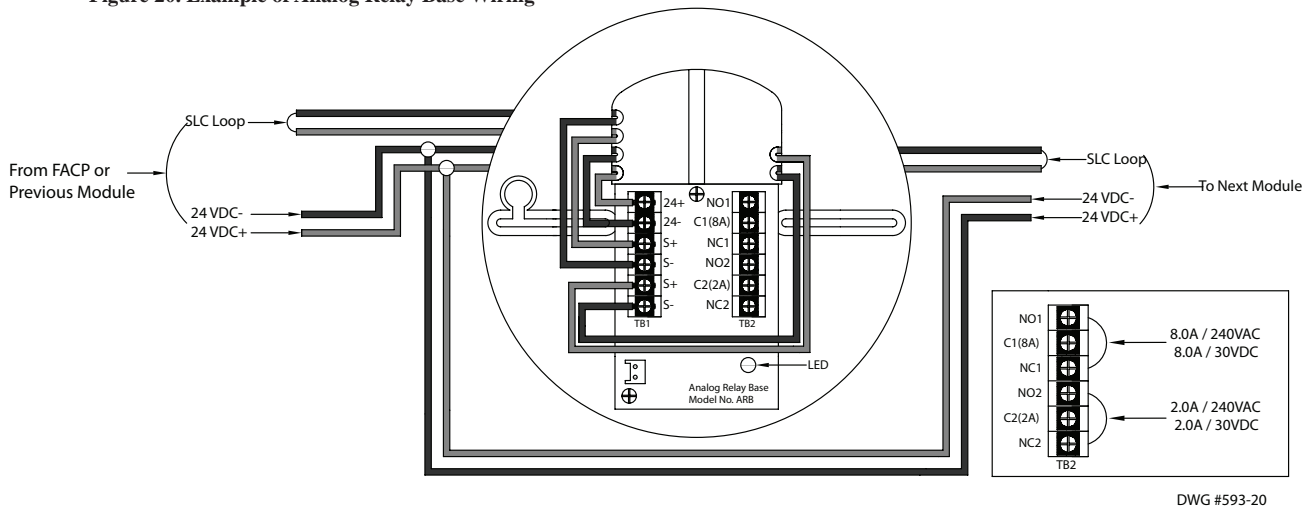 Figure 20. Example of Analog Relay Base Wiring
SLC Loop
From FACP or
Previous Module
24 VDC-
24 VDC+
24+
24-
S+
S-
S+
S-
TB1
NO1
C1(8A)
NC1
NO2
C2(2A)
NC2
TB2
LED
Analog Relay Base
Model No. ARB
SLC Loop
To Next Module
24 VDC-
24 VDC+
NO1
C1(8A)
NC1
NO2
C2(2A)
NC2
TB2
8.0A / 240VAC
8.0A / 30VDC
2.0A / 240VAC
2.0A / 30VDC
DWG #593-20